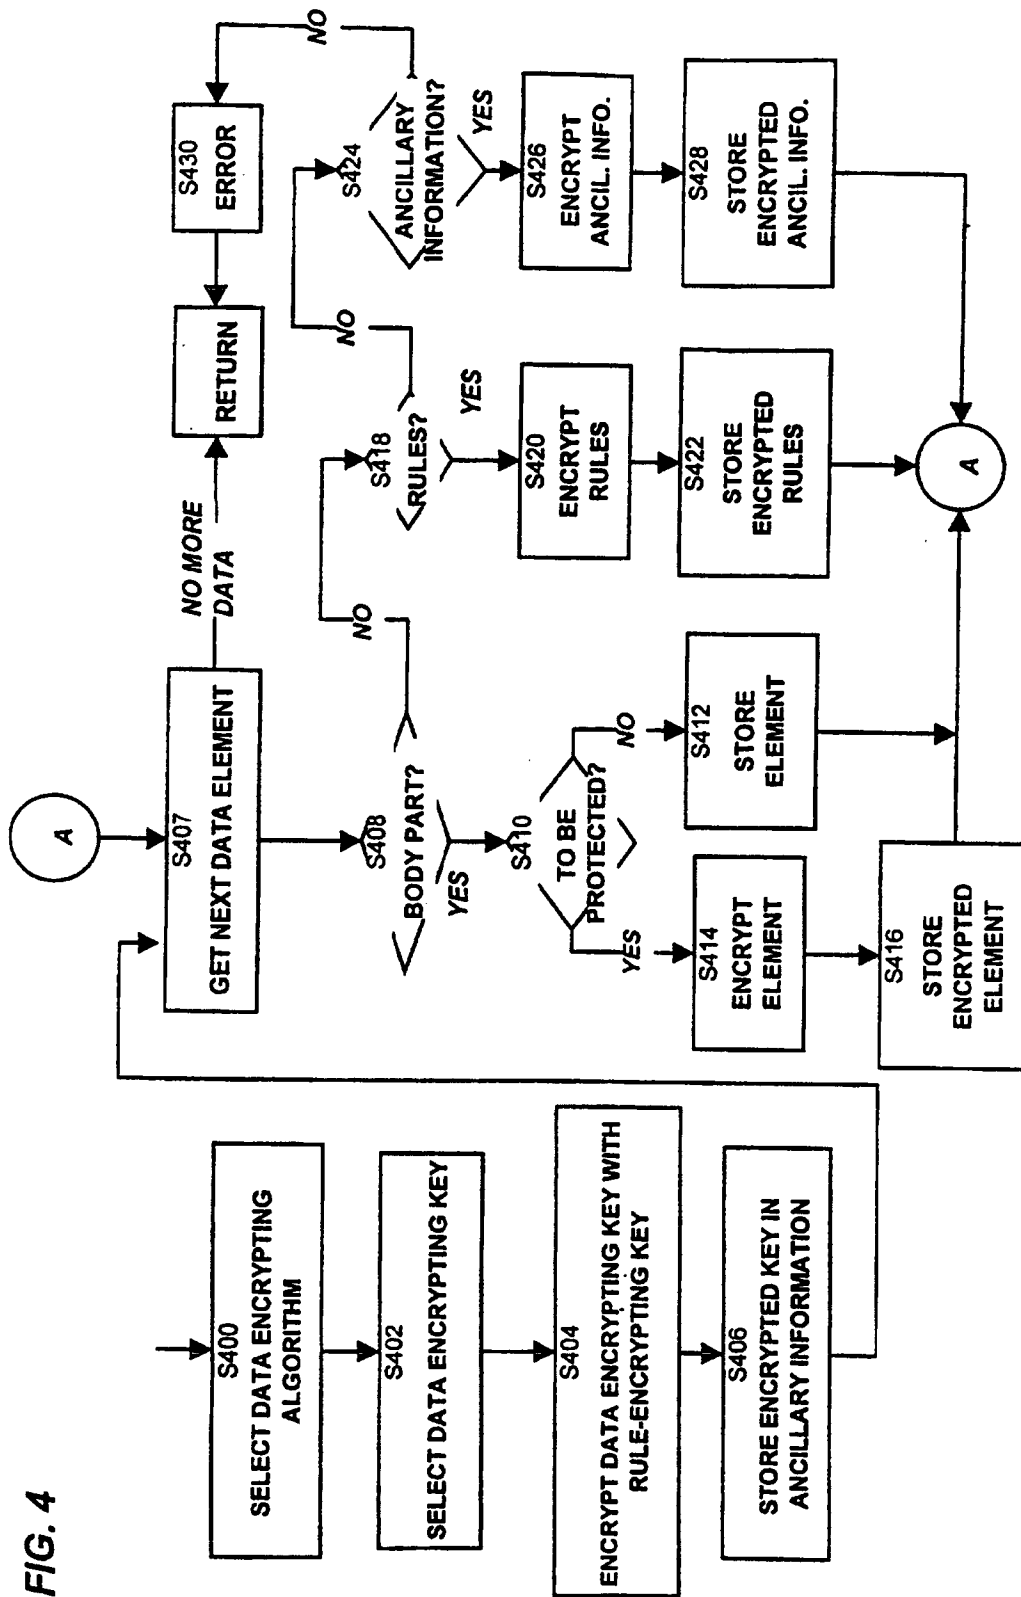 FIG. 4
S400
SELECT DATA ENCRYPTING
ALGORITHM
S402
SELECT DATA ENCRYPTING KEY
S404
ENCRYPT DATA ENCRYPTING KEY WITH
RULE-ENCRYPTING KEY
S406
STORE ENCRYPTED KEY IN
ANCILLARY INFORMATION
A
S407
GET NEXT DATA ELEMENT
NO MORE
DATA
RETURN
S430
ERROR
S408
BODY PART?
NO
YES
S410
TO BE
PROTECTED?
YES
NO
S414
ENCRYPT
ELEMENT
S416
STORE
ENCRYPTED
ELEMENT
S412
STORE
ELEMENT
S418
RULES?
NO
YES
S420
ENCRYPT
RULES
S422
STORE
ENCRYPTED
RULES
S424
ANCILLARY
INFORMATION?
NO
YES
S426
ENCRYPT
ANCIL. INFO.
S428
STORE
ENCRYPTED
ANCIL. INFO.
A